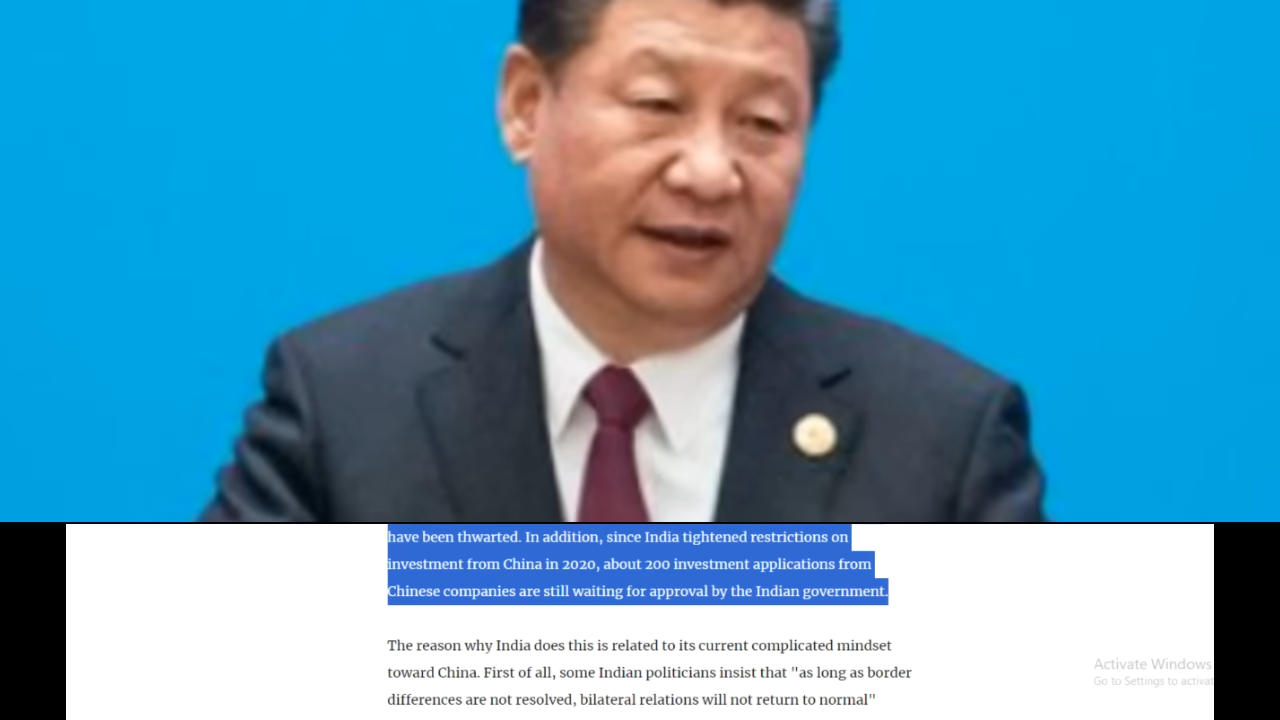 have been thwarted. In addition, since India tightened restrictions on
investment from China in 2020, about 200 investment applications from
Chinese companies are still waiting for approval by the Indian government.
The reason why India does this is related to its current complicated mindset
toward China. First of all, some Indian politicians insist that "as long as border
differences are not resolved, bilateral relations will not return to normal"
Activate Windows
Go to Settings to activat